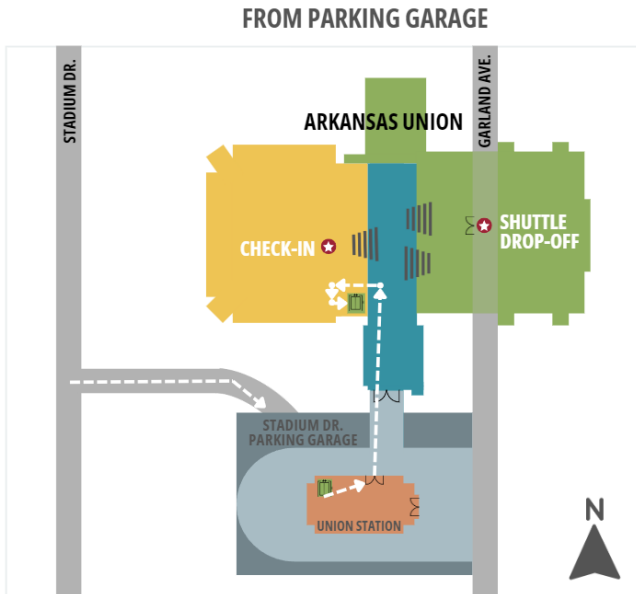 FROM PARKING GARAGE
STADIUM DR.
GARLAND AVE.
ARKANSAS UNION
CHECK-IN
SHUTTLE
DROP-OFF
STADIUM DR.
PARKING GARAGE
UNION STATION
N